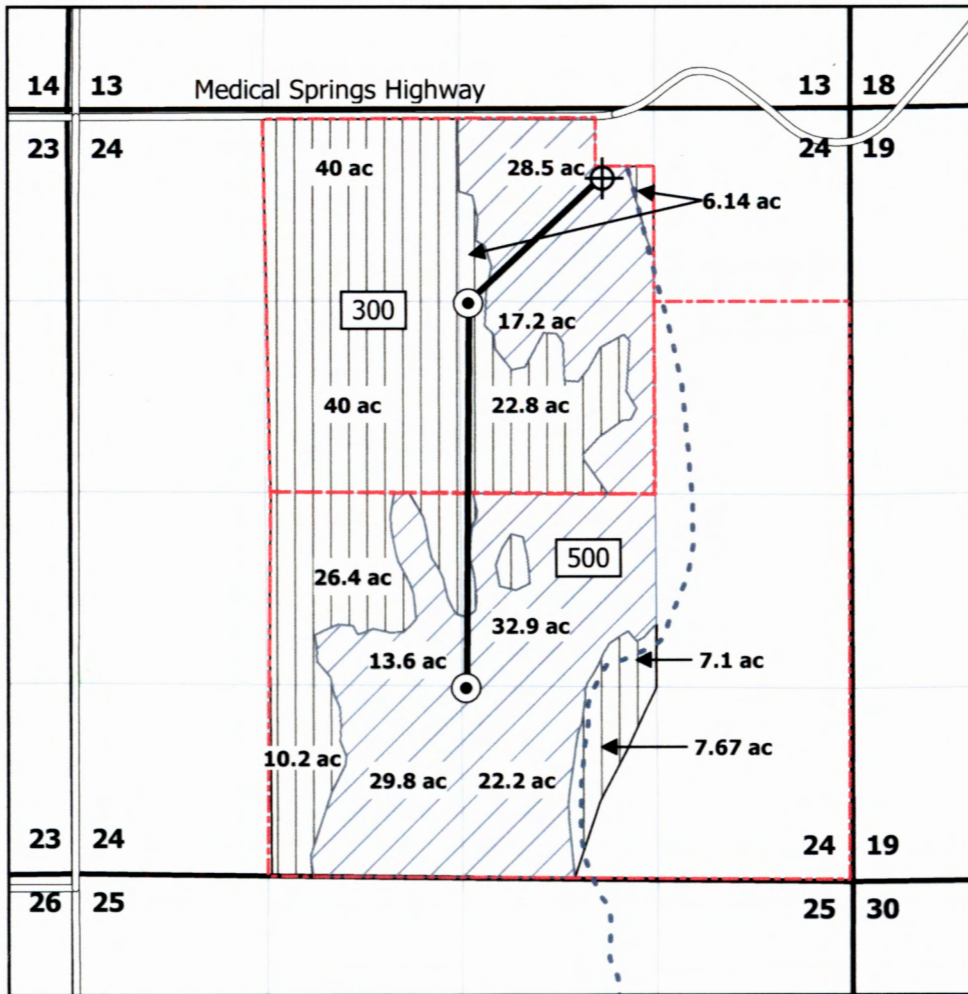 14 13
Medical Springs Highway
13 18
23 24
24 19
40 ac
28.5 ac
6.14 ac
300
17.2 ac
40 ac
22.8 ac
500
26.4 ac
32.9 ac
13.6 ac
7.1 ac
10.2 ac
7.67 ac
29.8 ac
22.2 ac
23 24
24 19
26 25
25 30